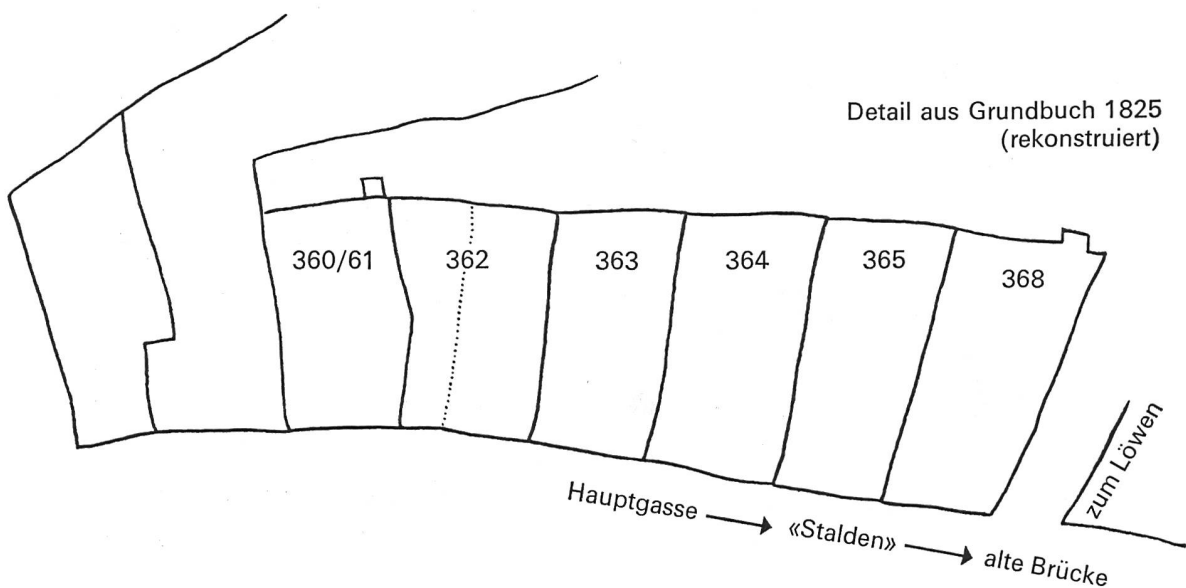 Detail aus Grundbuch 1825
(rekonstruiert)
360/61
362
363
364
365
368
Hauptgasse → «Stalden» → alte Brücke
zum Löwen